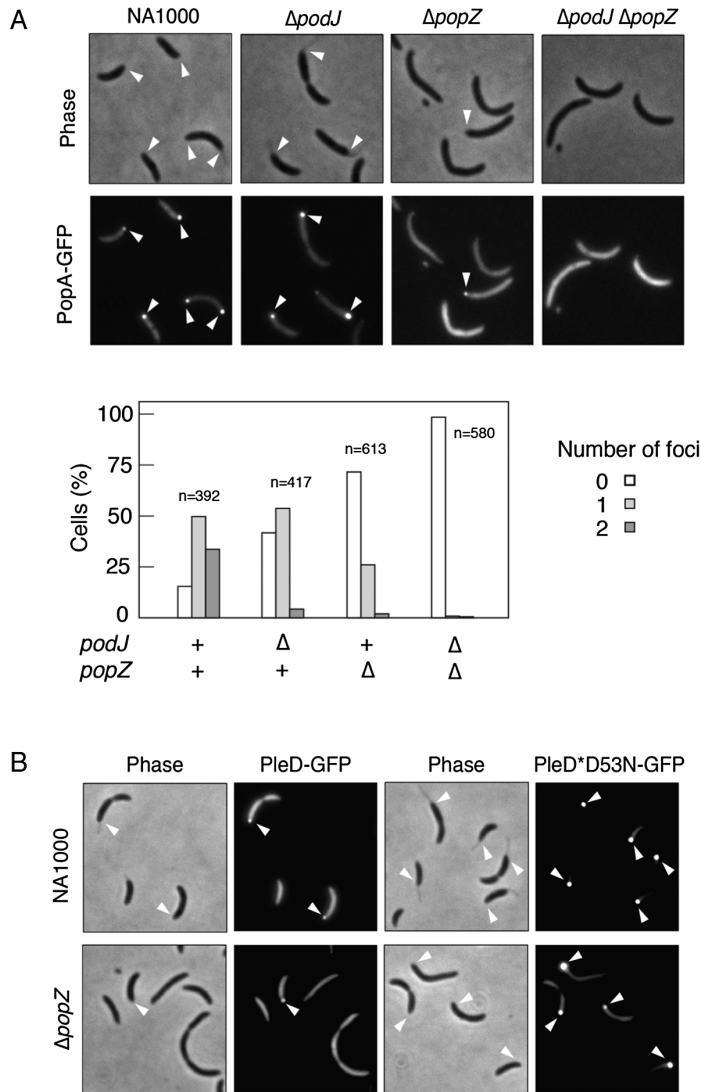 A
NA1000 ΔpodJ ΔpopZ ΔpodJ ΔpopZ
Phase
PopA-GFP
Cells (%)
100
75
50
25
0
n=392
n=417
n=613
n=580
Number of foci
0
1
2
podJ + Δ + Δ
popZ + + Δ Δ
B
Phase PleD-GFP Phase PleD*D53N-GFP
NA1000
ΔpopZ